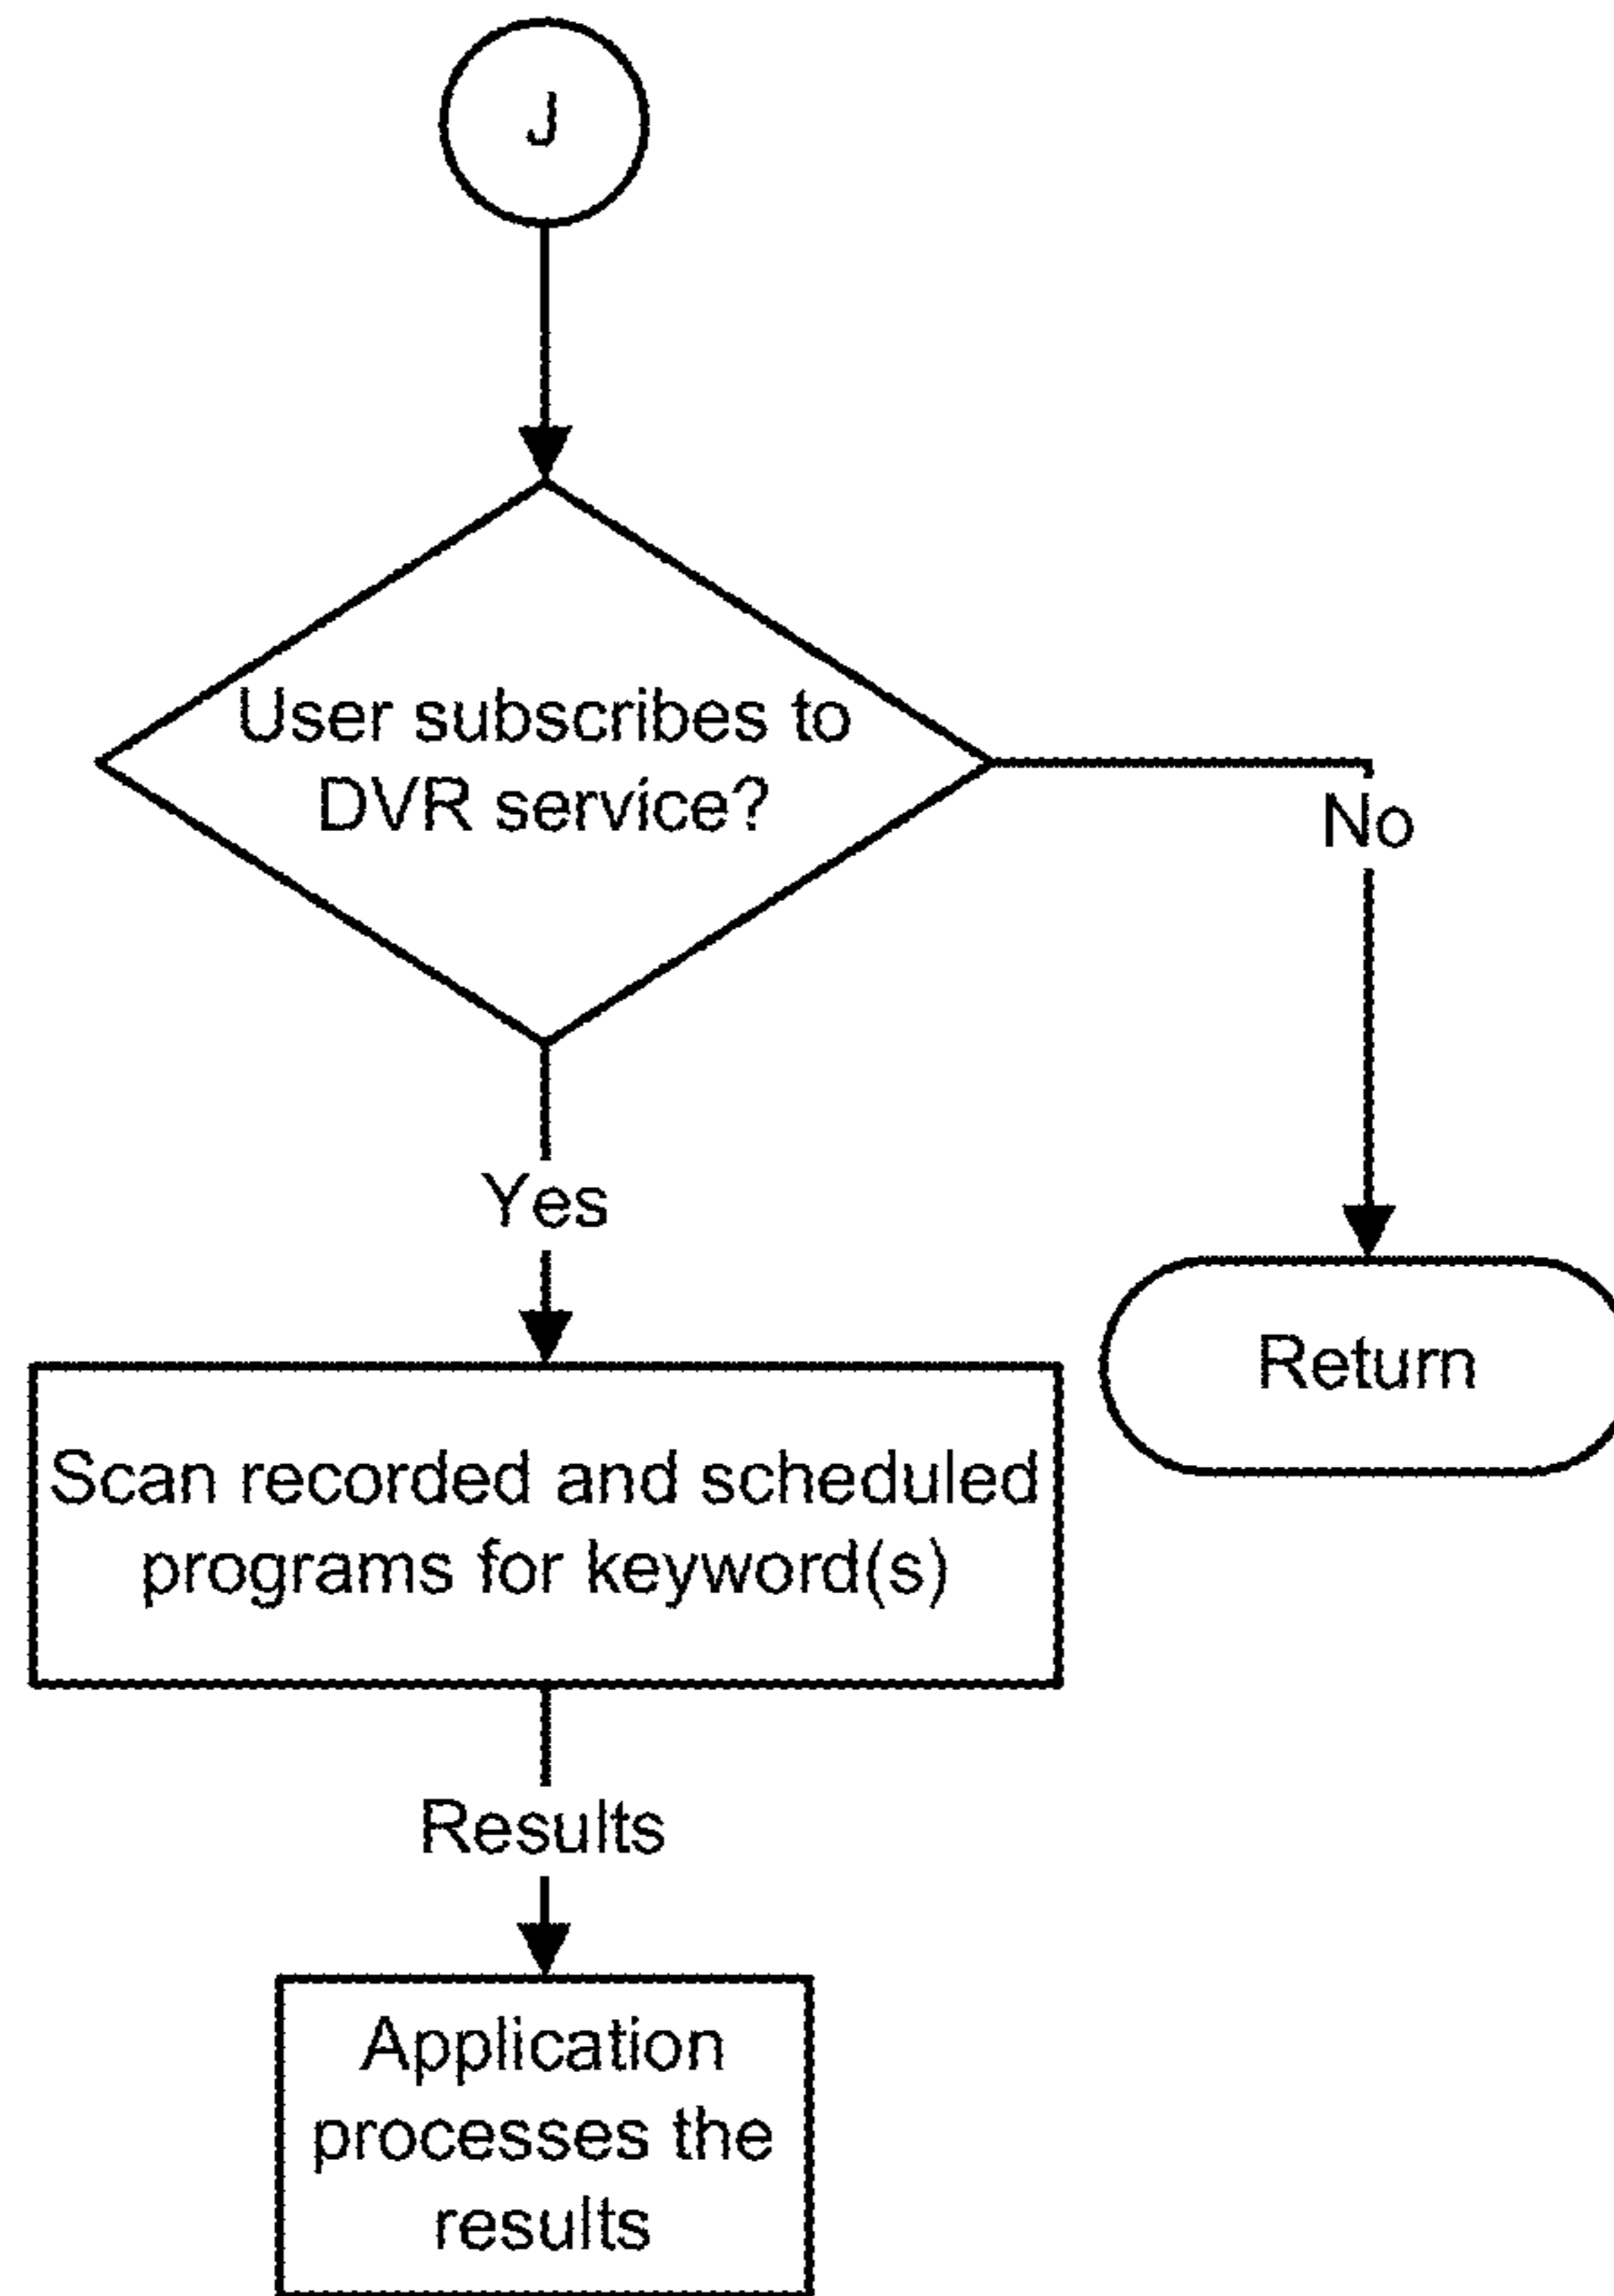 J
User subscribes to
DVR service?
No
Yes
Return
Scan recorded and scheduled
programs for keyword(s)
Results
Application
processes the
results